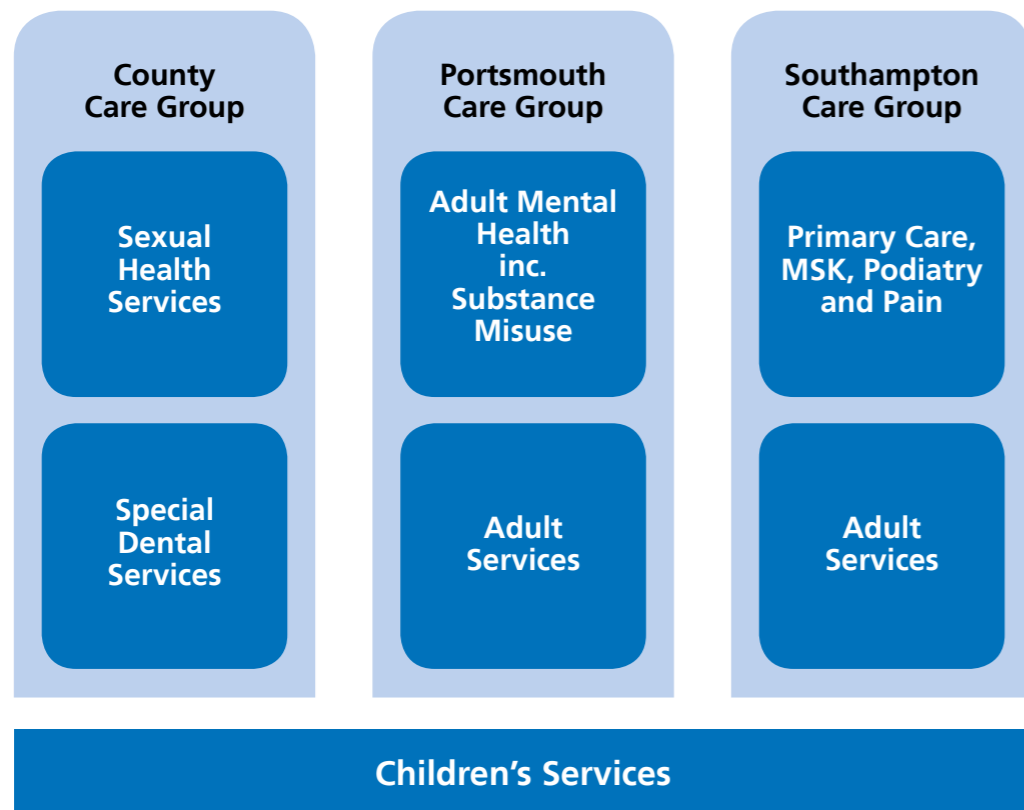 County
Care Group
Sexual
Health
Services
Special
Dental
Services
Portsmouth
Care Group
Adult Mental
Health
inc.
Substance
Misuse
Adult
Services
Southampton
Care Group
Primary Care,
MSK, Podiatry
and Pain
Adult
Services
Children’s Services